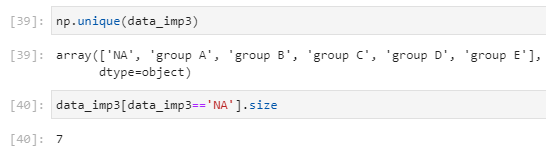 [39]: np.unique(data_imp3)
[39]: array(['NA', 'group A', 'group B', 'group C', 'group D', 'group E'],
dtype=object)
[40]: data_imp3[data_imp3=='NA'].size
[40]: 7